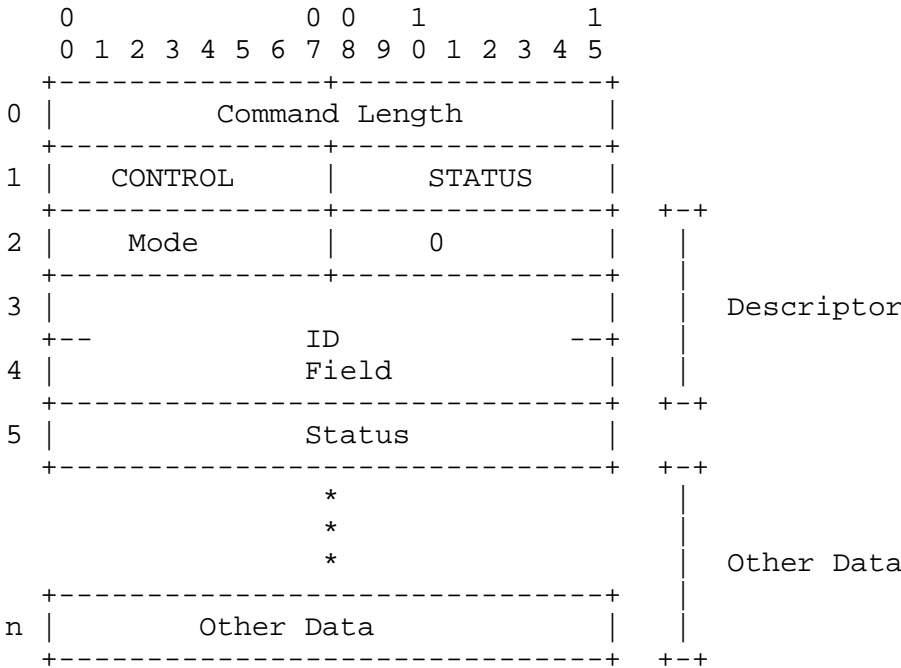 0             0 0   1       1
0 1 2 3 4 5 6 7 8 9 0 1 2 3 4 5
+---------------+---------------+
0 |         Command Length        |
+---------------+---------------+
1 |   CONTROL     |     STATUS    |
+---------------+---------------+  +-+
2 |    Mode       |     0         |   |
+---------------+---------------+   |
3 |                               |   |  Descriptor
+--            ID             --+   |
4 |              Field            |   |
+-------------------------------+  +-+
5 |              Status           |
+-------------------------------+  +-+
*                   |
*                   |
*                   |  Other Data
+-------------------------------+   |
n |        Other Data             |   |
+-------------------------------+  +-+